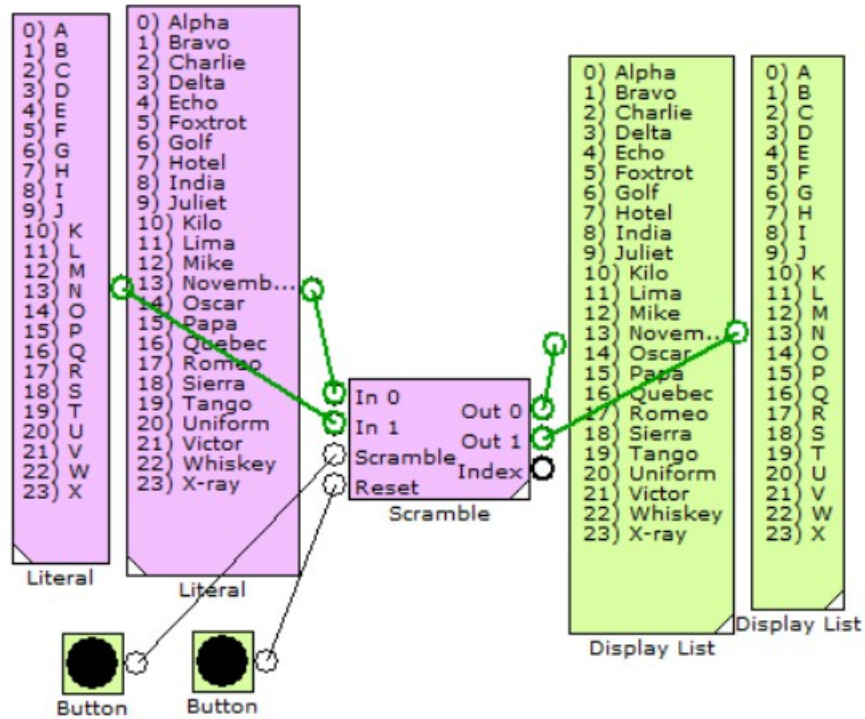 0) A
1) B
2) C
3) D
4) E
5) F
6) G
7) H
8) I
9) J
10) K
11) L
12) M
13) N
14) O
15) P
16) Q
17) R
18) S
19) T
20) U
21) V
22) W
23) X
Literal
0) Alpha
1) Bravo
2) Charlie
3) Delta
4) Echo
5) Foxtrot
6) Golf
7) Hotel
8) India
9) Juliet
10) Kilo
11) Lima
12) Mike
13) Novemb...
14) Oscar
15) Papa
16) Quebec
17) Romeo
18) Sierra
19) Tango
20) Uniform
21) Victor
22) Whiskey
23) X-ray
Literal
In 0
In 1
Scramble
Reset
Out 0
Out 1
Index
Scramble
0) Alpha
1) Bravo
2) Charlie
3) Delta
4) Echo
5) Foxtrot
6) Golf
7) Hotel
8) India
9) Juliet
10) Kilo
11) Lima
12) Mike
13) Novem...
14) Oscar
15) Papa
16) Quebec
17) Romeo
18) Sierra
19) Tango
20) Uniform
21) Victor
22) Whiskey
23) X-ray
Display List
0) A
1) B
2) C
3) D
4) E
5) F
6) G
7) H
8) I
9) J
10) K
11) L
12) M
13) N
14) O
15) P
16) Q
17) R
18) S
19) T
20) U
21) V
22) W
23) X
Display List
Button
Button